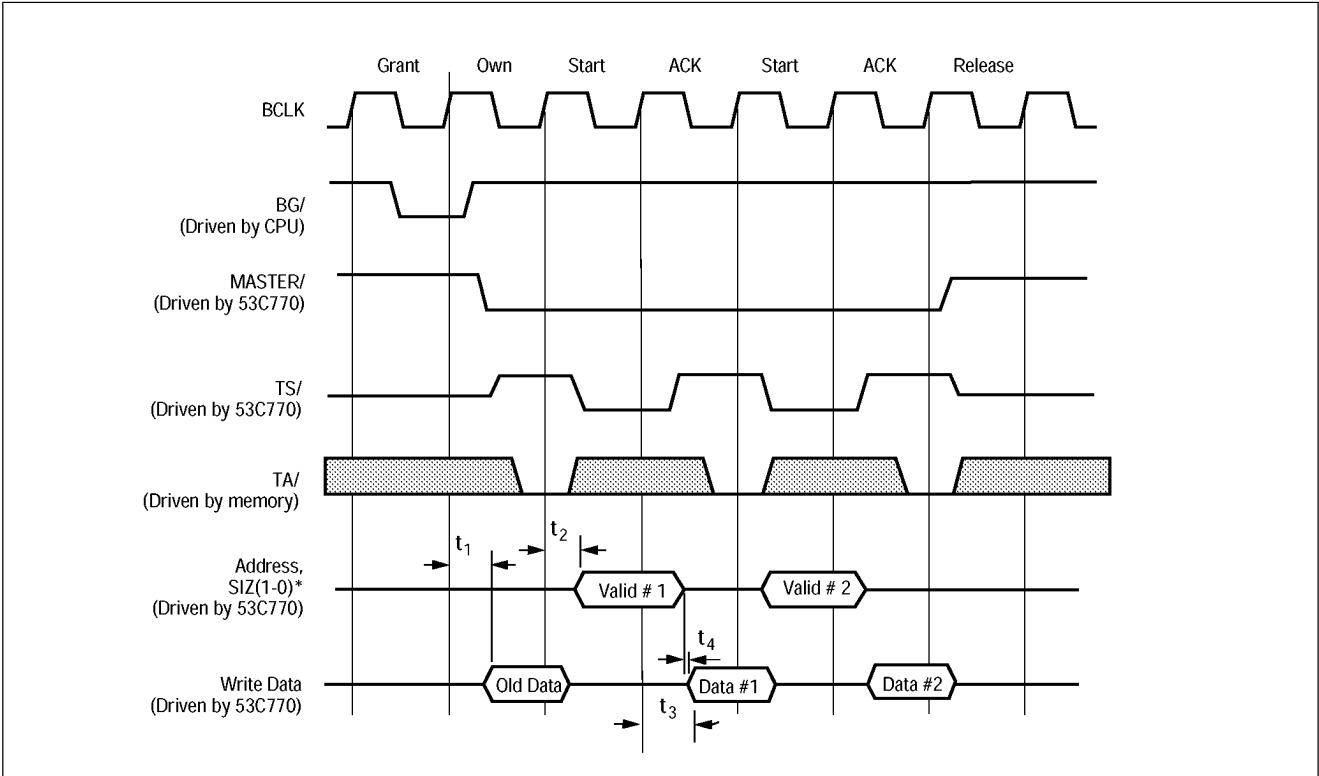 Grant Own Start ACK Start ACK Release
BCLK
BG/
(Driven by CPU)
MASTER/
(Driven by 53C770)
TS/
(Driven by 53C770)
TA/
(Driven by memory)
t1 t2
Address,
SIZ(1-0)*
(Driven by 53C770)
Valid # 1 Valid # 2
t4
Write Data
(Driven by 53C770)
Old Data Data #1 Data #2
t3